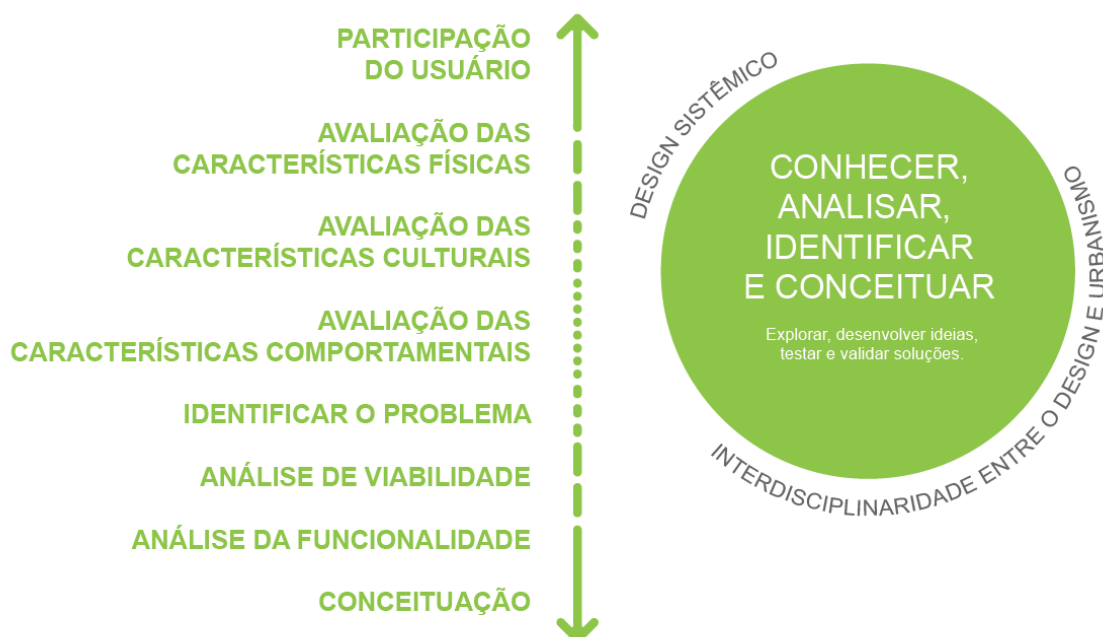 PARTICIPAÇÃO
DO USUÁRIO
AVALIAÇÃO DAS
CARACTERÍSTICAS FÍSICAS
AVALIAÇÃO DAS
CARACTERÍSTICAS CULTURAIS
AVALIAÇÃO DAS
CARACTERÍSTICAS COMPORTAMENTAIS
IDENTIFICAR O PROBLEMA
ANÁLISE DE VIABILIDADE
ANÁLISE DA FUNCIONALIDADE
CONCEITUAÇÃO
DESIGN SISTÊMICO
CONHECER,
ANALISAR,
IDENTIFICAR
E CONCEITUAR
Explorar, desenvolver ideias,
testar e validar soluções.
INTERDISCIPLINARIDADE ENTRE O DESIGN E URBANISMO